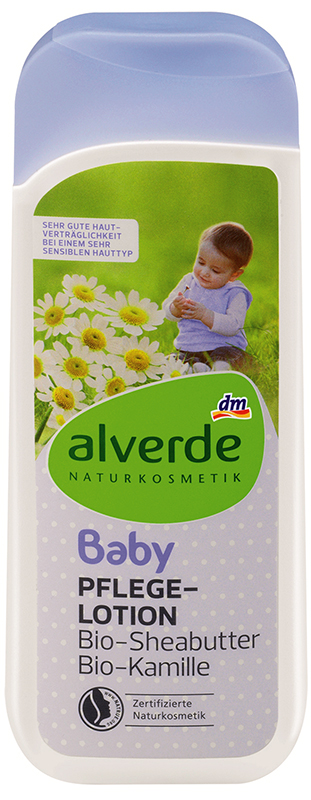 SEHR GUTE HAUT-
VERTRÄGLICHKEIT
BEI EINEM SEHR
SENSIBLEN HAUTTYP
dm
alverde
NATURKOSMETIK
Baby
PFLEGE-
LOTION
Bio-Sheabutter
Bio-Kamille
Zertifizierte
Naturkosmetik